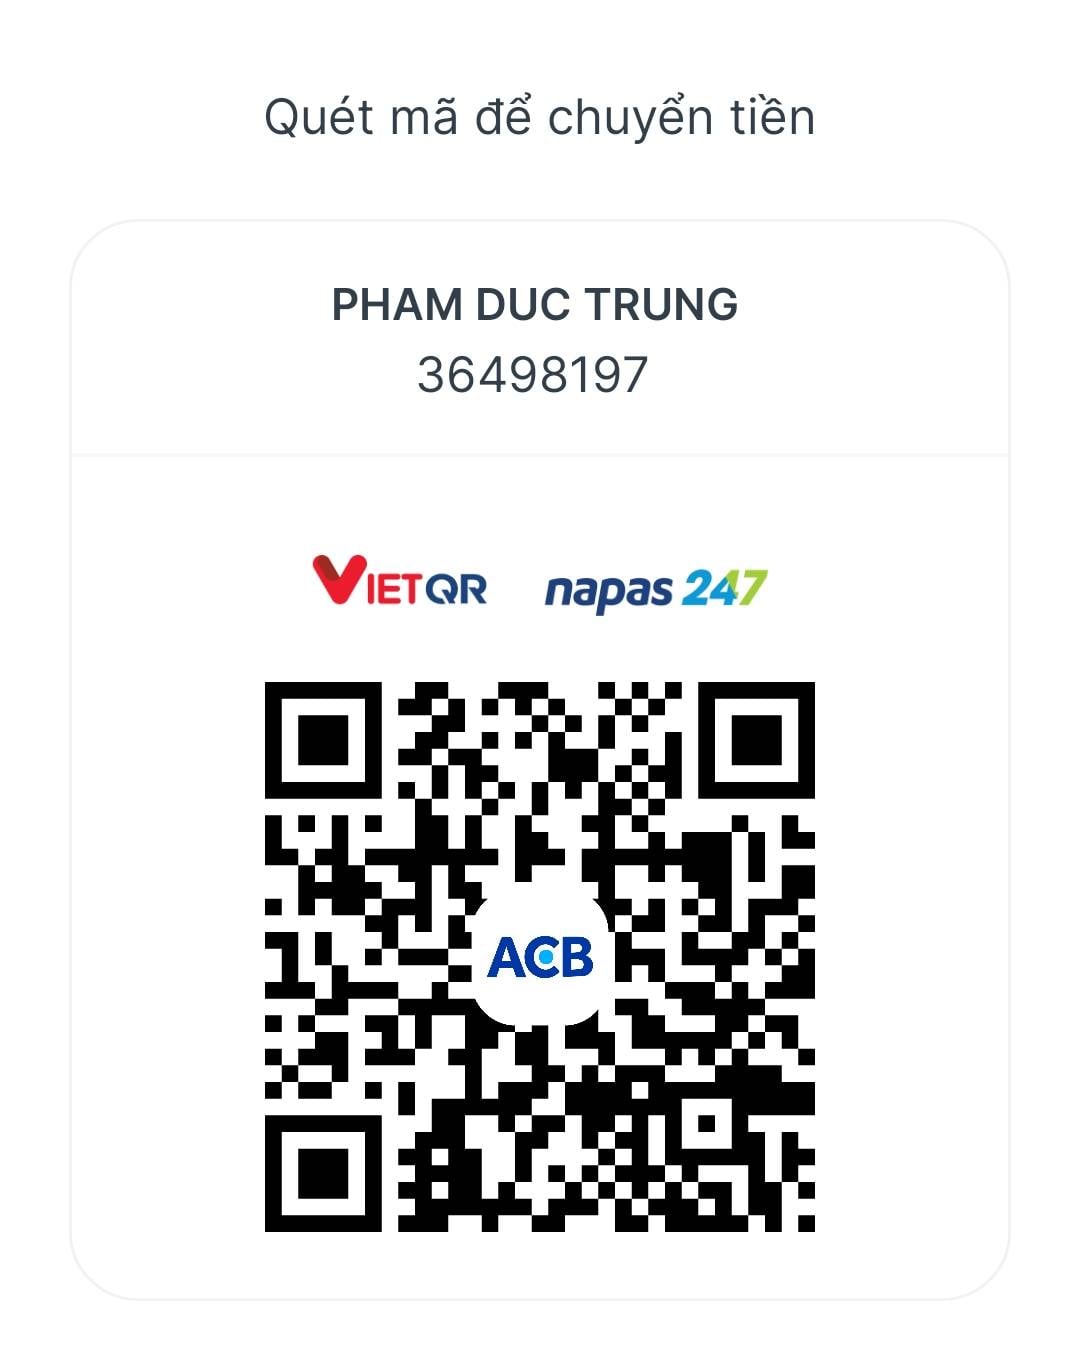 Quét mã để chuyển tiền
PHAM DUC TRUNG
36498197
VIETQR napas 247
ACB